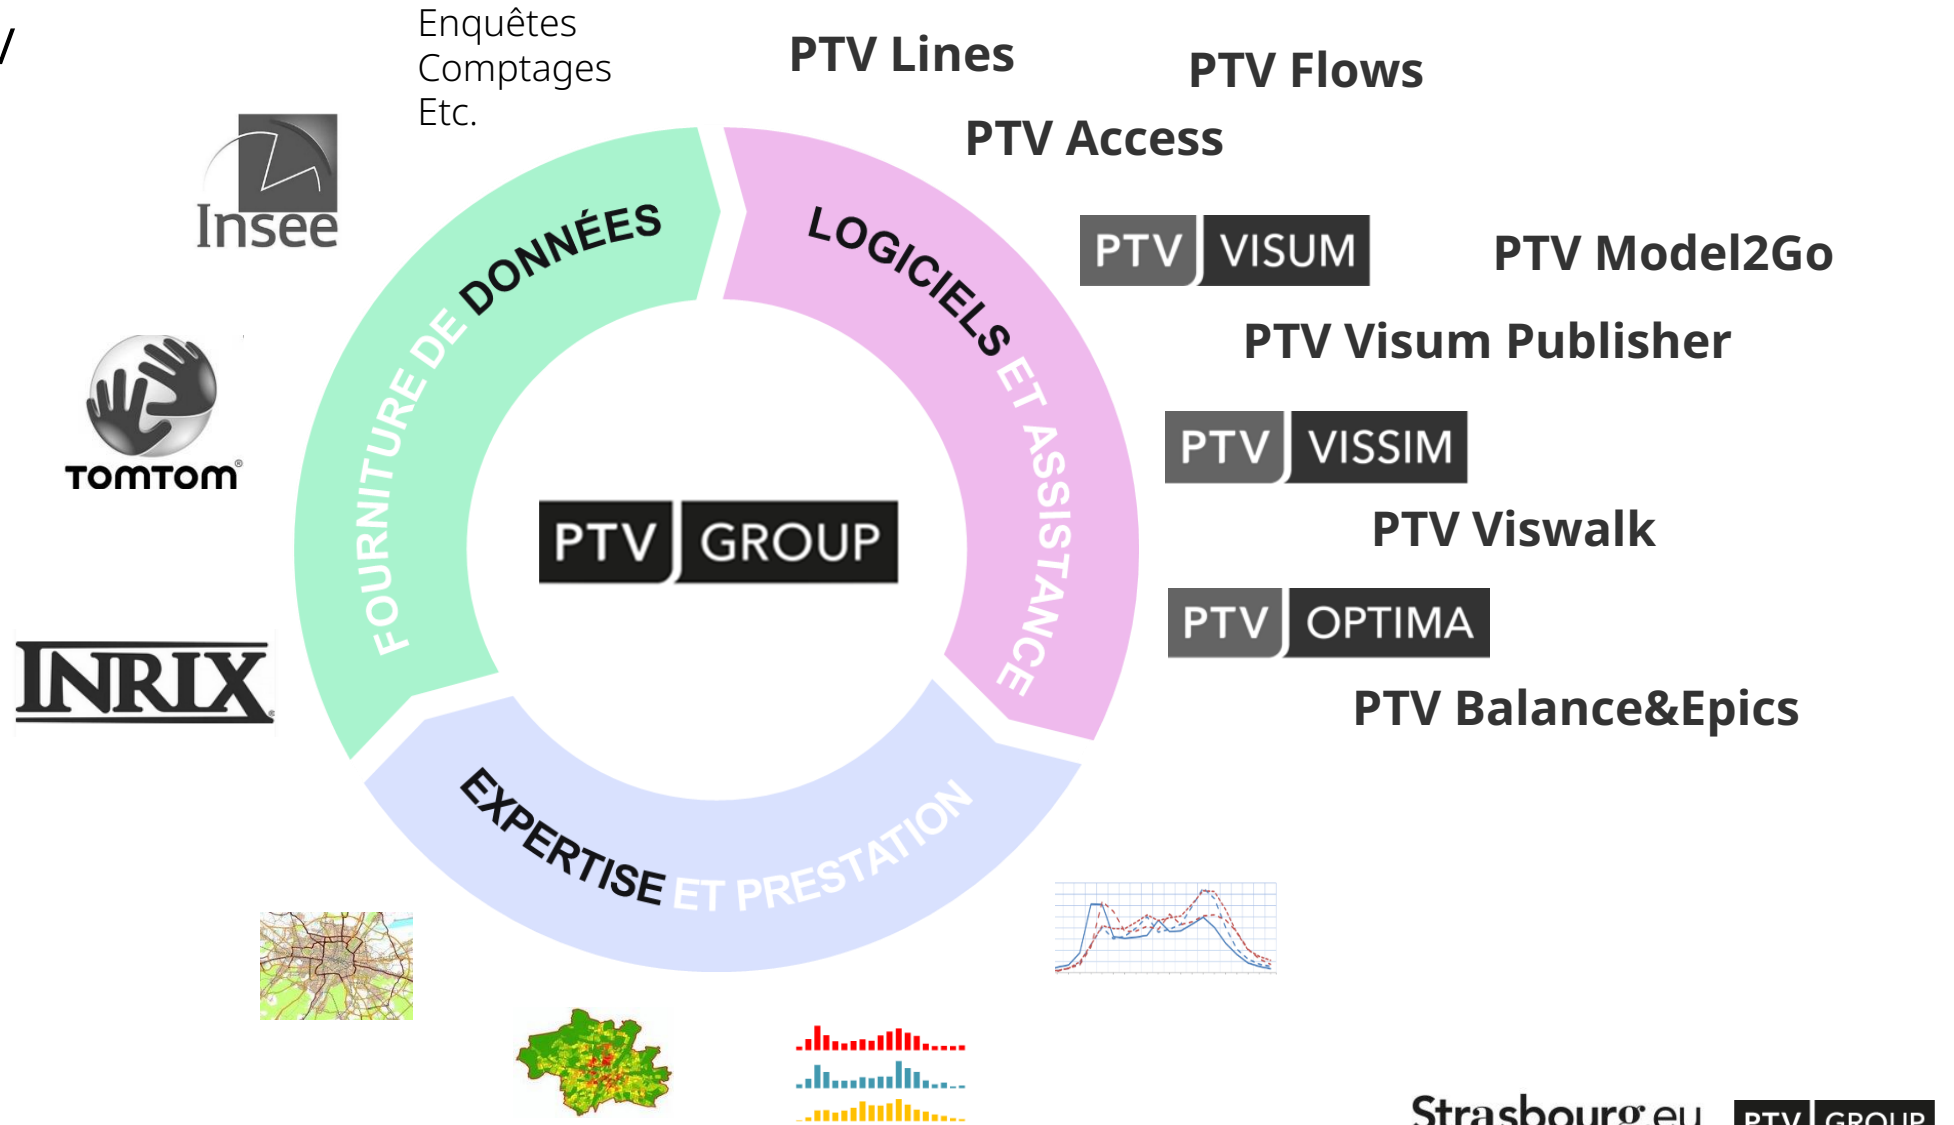 Enquêtes
Comptages
Etc.
PTV Lines
PTV Flows
PTV Access
Insee
FOURNITURE DE DONNÉES
LOGICIELS ET ASSISTANCE
PTV VISUM
PTV Model2Go
PTV Visum Publisher
TOMTOM®
PTV VISSIM
PTV GROUP
PTV Viswalk
PTV OPTIMA
INRIX®
PTV Balance&Epics
EXPERTISE ET PRESTATION
Strasbourg.eu
PTV GROUP